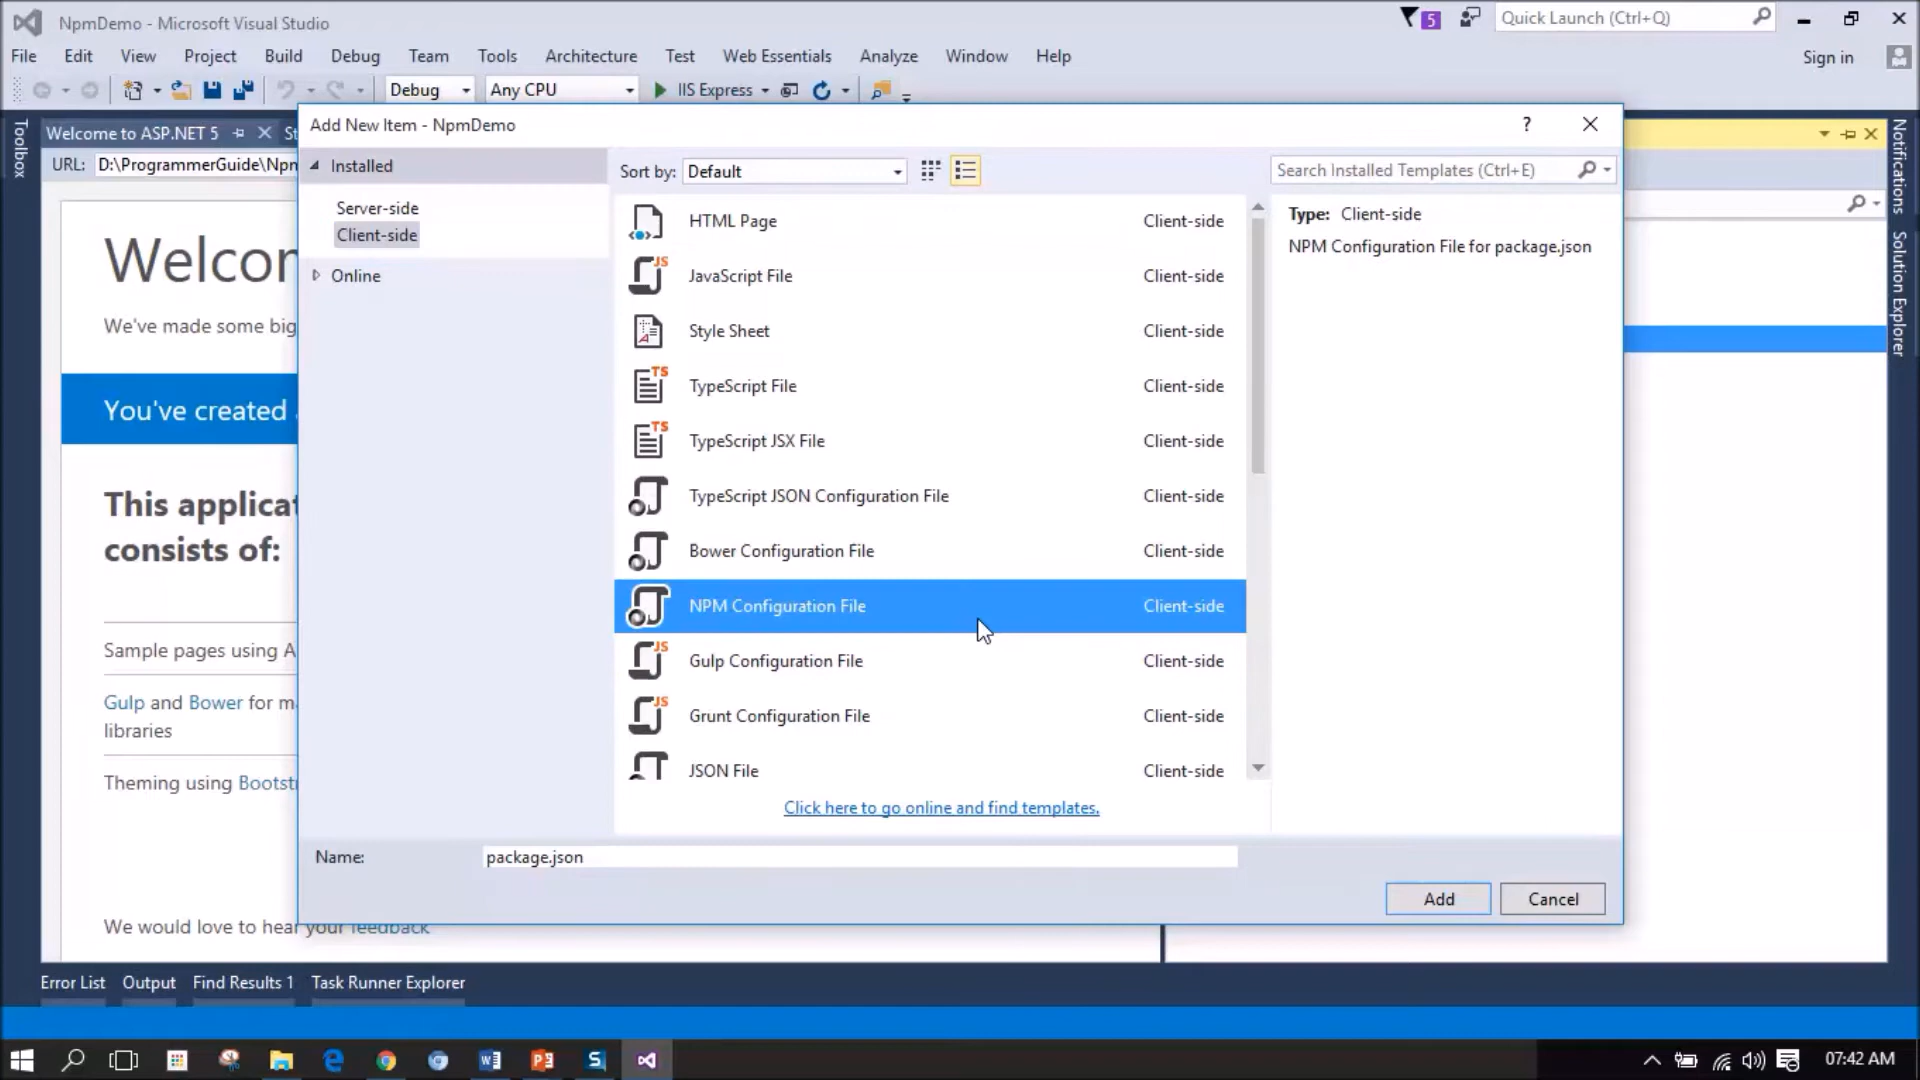 NpmDemo - Microsoft Visual Studio
5
Quick Launch (Ctrl+Q)
File Edit View Project Build Debug Team Tools Architecture Test Web Essentials Analyze Window Help
Sign in
Debug Any CPU IIS Express
Toolbox
Welcome to ASP.NET 5
URL: D:\ProgrammerGuide\Npm
Welcom
We've made some big
You've created
This applicat
consists of:
Sample pages using A
Gulp and Bower for ma
libraries
Theming using Bootst
We would love to hear your feedback
Add New Item - NpmDemo
?
Installed
Server-side
Client-side
Online
Sort by: Default
Search Installed Templates (Ctrl+E)
HTML Page Client-side
JS
JavaScript File Client-side
Style Sheet Client-side
TS
TypeScript File Client-side
TS
TypeScript JSX File Client-side
TypeScript JSON Configuration File Client-side
Bower Configuration File Client-side
NPM Configuration File Client-side
JS
Gulp Configuration File Client-side
JS
Grunt Configuration File Client-side
JSON File Client-side
Click here to go online and find templates.
Type: Client-side
NPM Configuration File for package.json
Name: package.json
Add Cancel
Notifications
Solution Explorer
Error List Output Find Results 1 Task Runner Explorer
07:42 AM